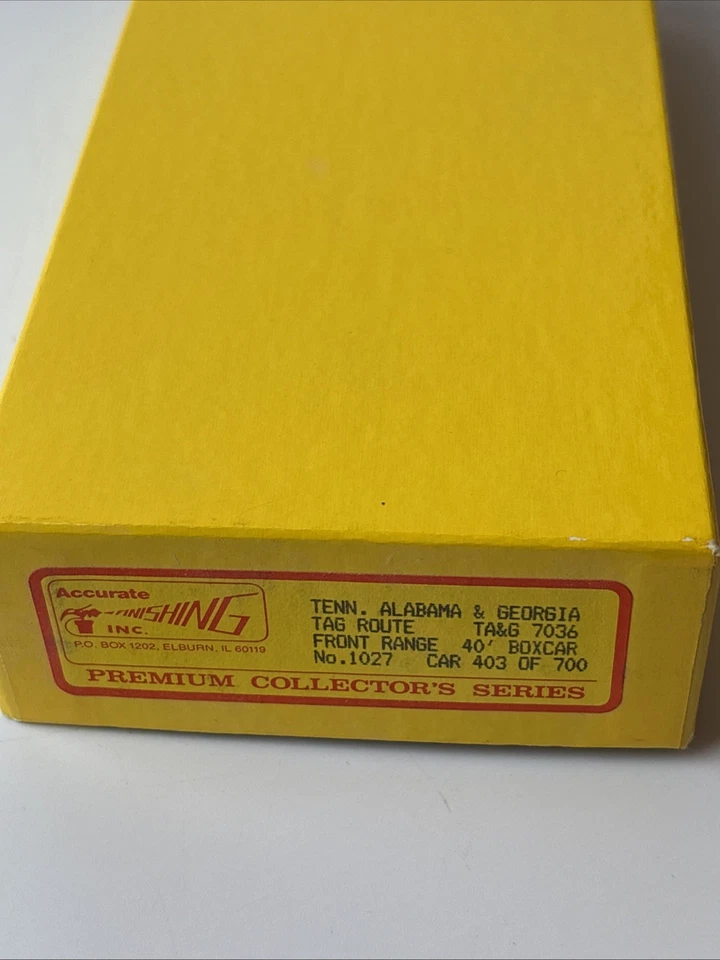 Accurate
FINISHING
INC.
P.O. BOX 1202, ELBURN, IL 60119
TENN. ALABAMA & GEORGIA
TAG ROUTE TA&G 7036
FRONT RANGE 40' BOXCAR
No.1027 CAR 403 OF 700
PREMIUM COLLECTOR'S SERIES